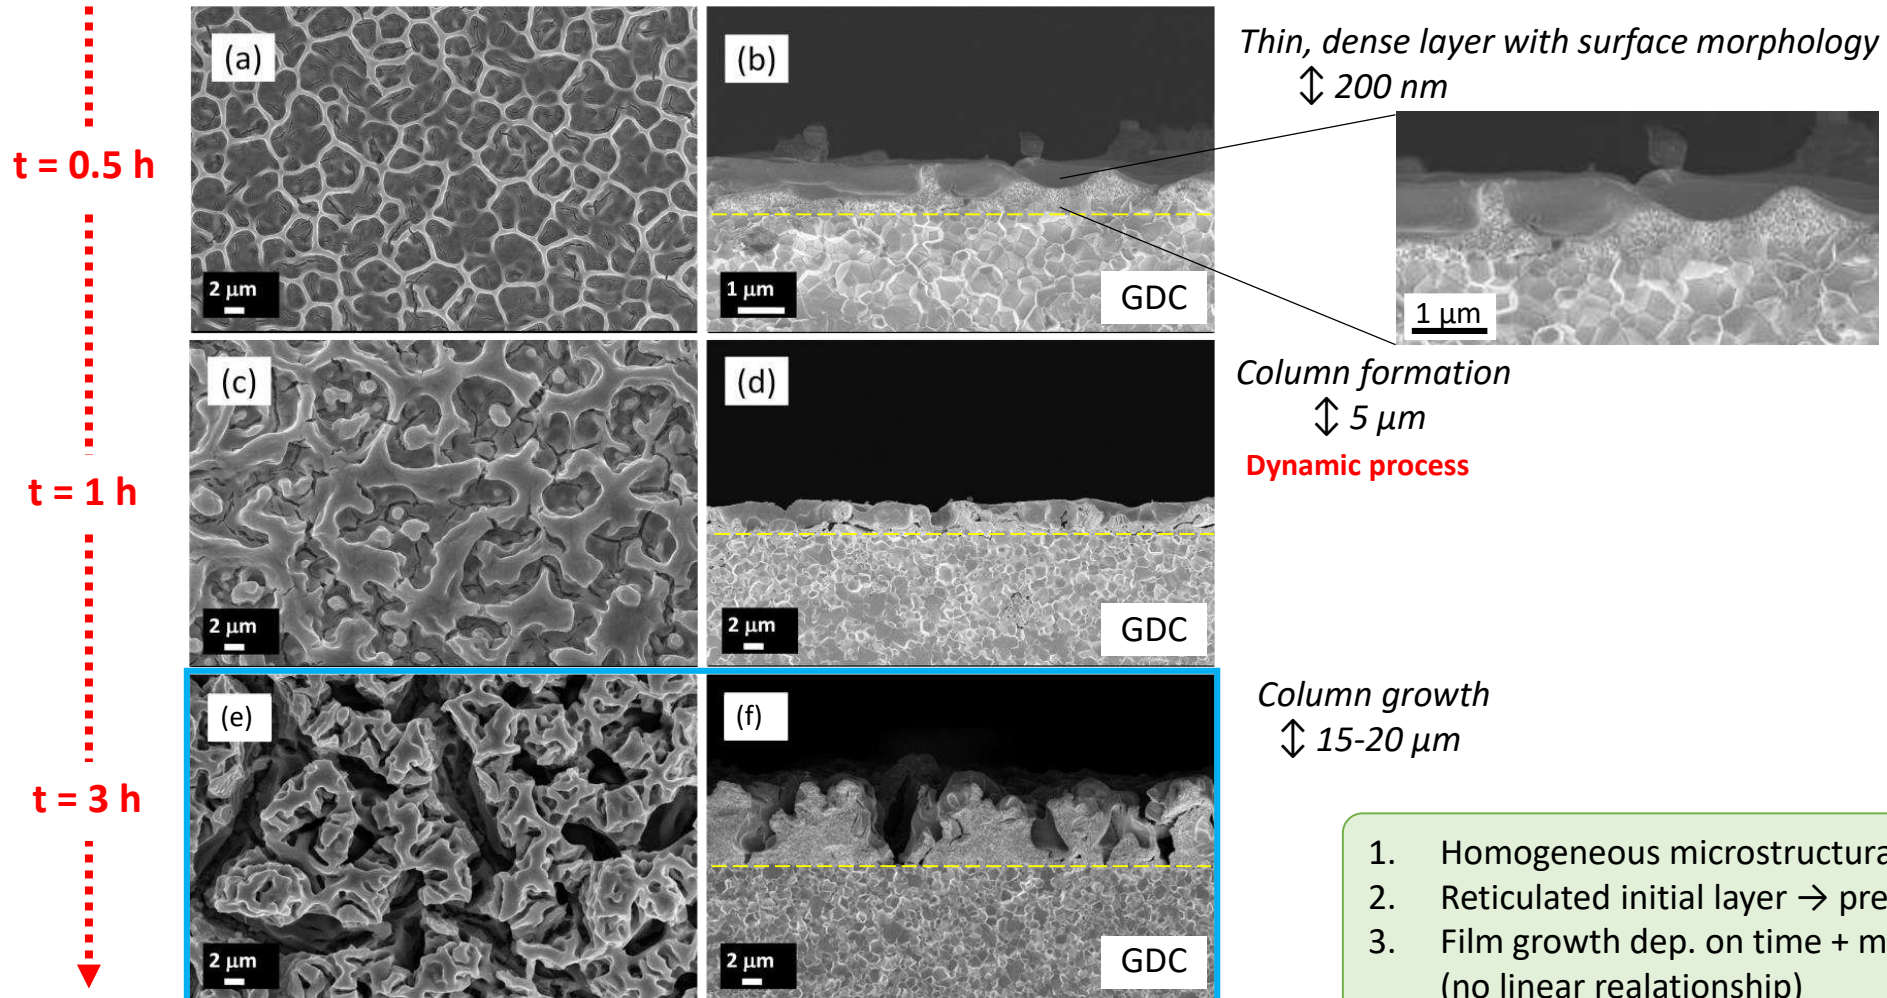 (a)
(b)
Thin, dense layer with surface morphology
↕ 200 nm
t = 0.5 h
2 µm
1 µm
GDC
1 µm
(c)
(d)
Column formation
↕ 5 µm
Dynamic process
t = 1 h
2 µm
2 µm
GDC
(e)
(f)
Column growth
↕ 15-20 µm
t = 3 h
2 µm
2 µm
GDC
1. Homogeneous microstructura
2. Reticulated initial layer → pre
3. Film growth dep. on time + m
(no linear realationship)